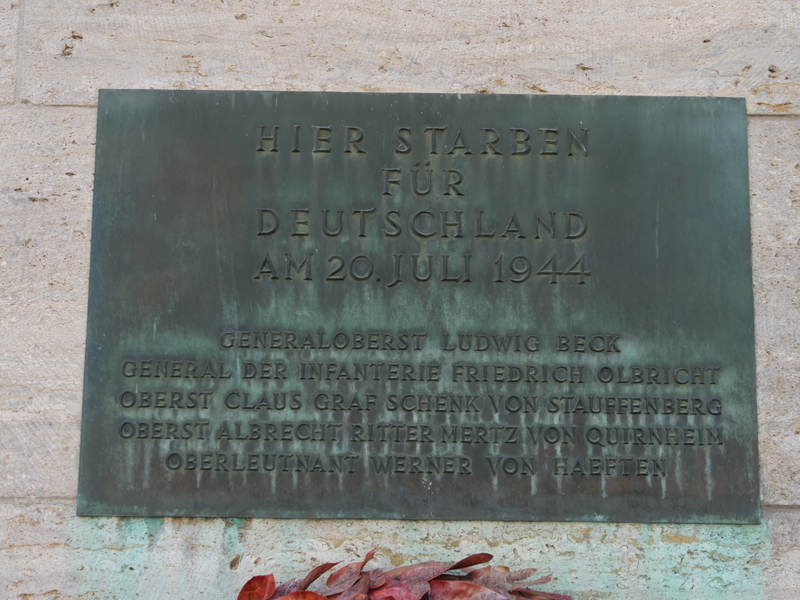 HIER STARBEN
FÜR
DEUTSCHLAND
AM 20. JULI 1944
GENERALOBERST LUDWIG BECK
GENERAL DER INFANTERIE FRIEDRICH OLBRICHT
OBERST CLAUS GRAF SCHENK VON STAUFFENBERG
OBERST ALBRECHT RITTER MERTZ VON QUIRNHEIM
OBERLEUTNANT WERNER VON HAEFTEN